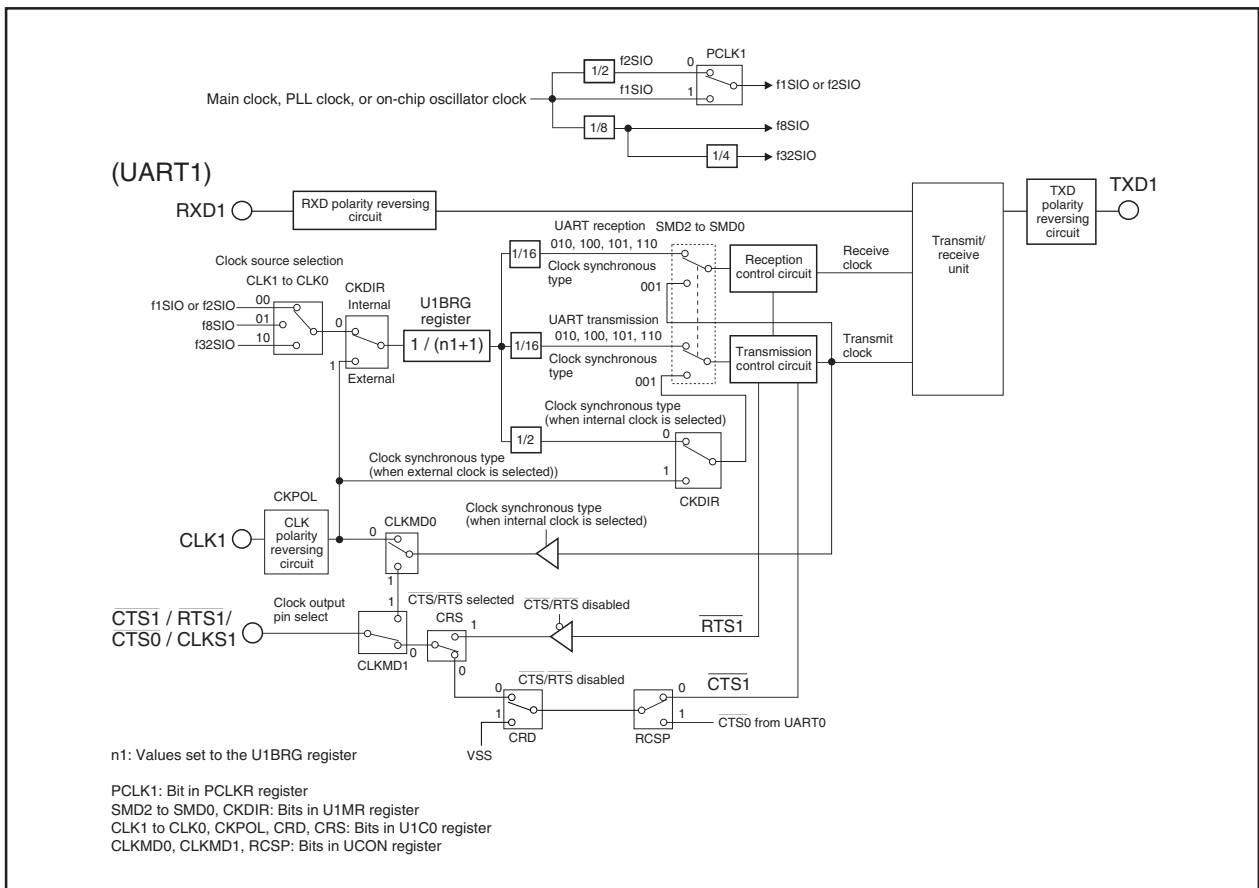 PCLK1
f2SIO
0
1/2
f1SIO or f2SIO
f1SIO
1
Main clock, PLL clock, or on-chip oscillator clock
1/8
f8SIO
1/4
f32SIO
(UART1)
RXD1
RXD polarity reversing
circuit
TXD
polarity
reversing
circuit
TXD1
UART reception
SMD2 to SMD0
010, 100, 101, 110
1/16
Clock synchronous
type
001
Reception
control circuit
Receive
clock
Transmit/
receive
unit
Clock source selection
CLK1 to CLK0
f1SIO or f2SIO
00
f8SIO
01
f32SIO
10
CKDIR
Internal
0
1
External
U1BRG
register
1 / (n1+1)
UART transmission
010, 100, 101, 110
1/16
Clock synchronous
type
001
Transmission
control circuit
Transmit
clock
Clock synchronous type
(when internal clock is selected)
1/2
0
Clock synchronous type
(when external clock is selected))
1
CKDIR
CKPOL
CLK1
CLK
polarity
reversing
circuit
CLKMD0
0
1
Clock synchronous type
(when internal clock is selected)
CTS1 / RTS1/
CTS0 / CLKS1
Clock output
pin select
1
0
CLKMD1
CTS/RTS selected
CRS
1
0
CTS/RTS disabled
RTS1
CTS/RTS disabled
0
1
VSS
CRD
0
1
RCSP
CTS1
CTS0 from UART0
n1: Values set to the U1BRG register
PCLK1: Bit in PCLKR register
SMD2 to SMD0, CKDIR: Bits in U1MR register
CLK1 to CLK0, CKPOL, CRD, CRS: Bits in U1C0 register
CLKMD0, CLKMD1, RCSP: Bits in UCON register